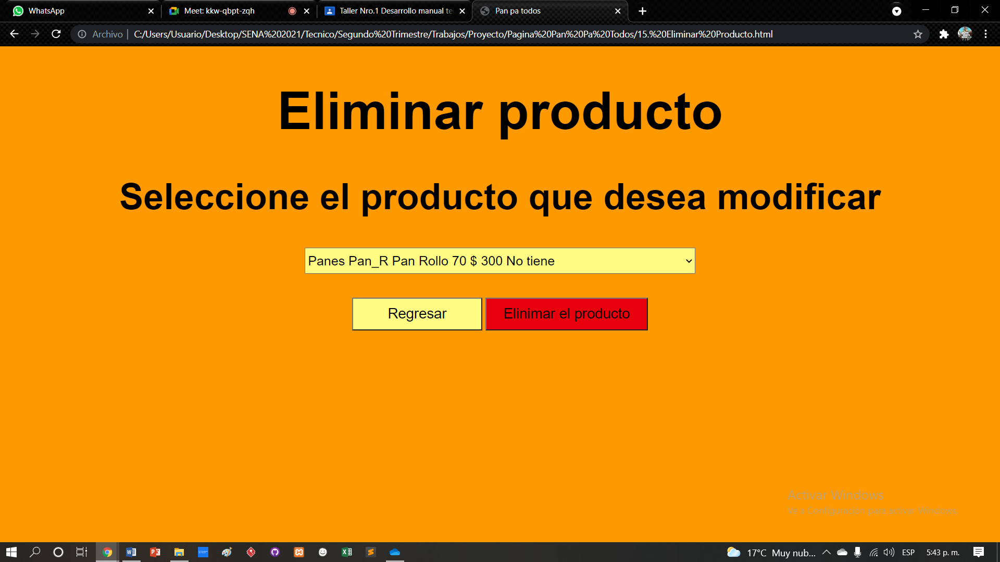 WhatsApp
Meet: kkw-qbpt-zqh
Taller Nro.1 Desarrollo manual te
Pan pa todos
Archivo
C:/Users/Usuario/Desktop/SENA%202021/Tecnico/Segundo%20Trimestre/Trabajos/Proyecto/Pagina%20Pan%20Pa%20Todos/15.%20Eliminar%20Producto.html
Eliminar producto
Seleccione el producto que desea modificar
Panes Pan_R Pan Rollo 70 $ 300 No tiene
Regresar
Elinimar el producto
Activar Windows
Ve a Configuración para activar Windows.
17°C Muy nub...
ESP
5:43 p. m.